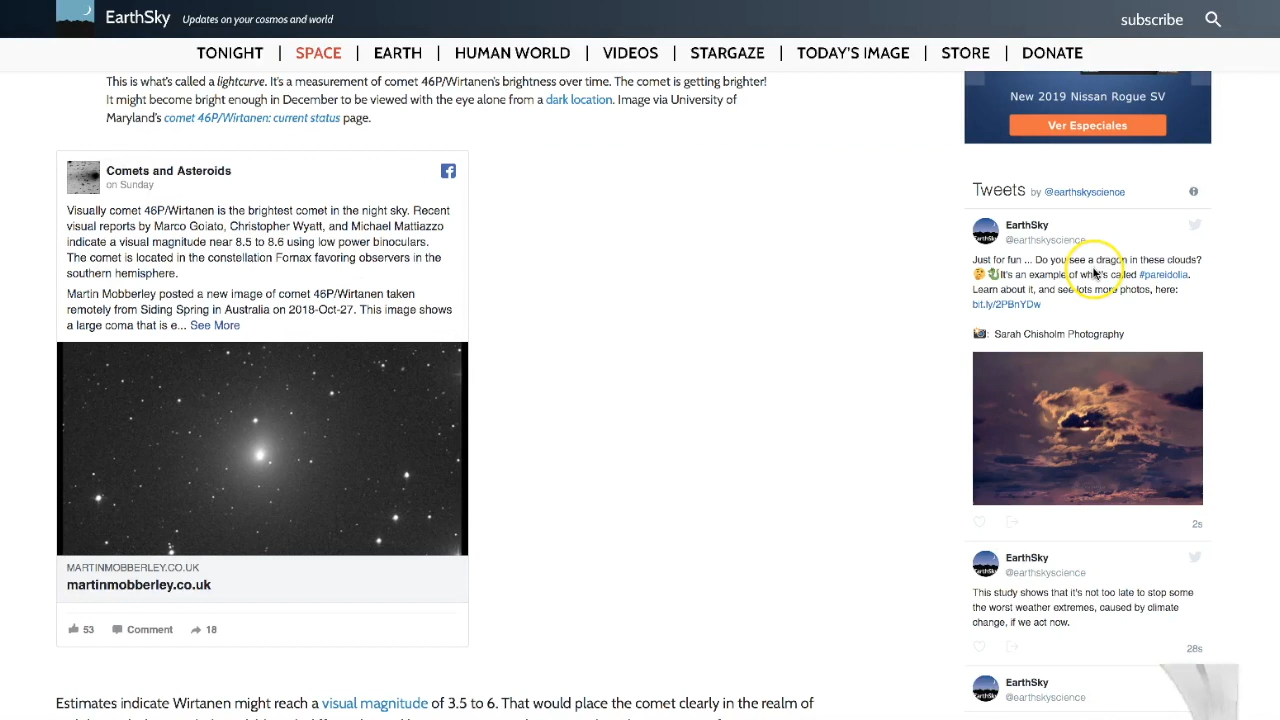 EarthSky Updates on your cosmos and world
subscribe
TONIGHT | SPACE | EARTH | HUMAN WORLD | VIDEOS | STARGAZE | TODAY'S IMAGE | STORE | DONATE
This is what's called a lightcurve. It's a measurement of comet 46P/Wirtanen's brightness over time. The comet is getting brighter!
It might become bright enough in December to be viewed with the eye alone from a dark location. Image via University of
Maryland's comet 46P/Wirtanen: current status page.
Comets and Asteroids
on Sunday
Visually comet 46P/Wirtanen is the brightest comet in the night sky. Recent
visual reports by Marco Goiato, Christopher Wyatt, and Michael Mattiazzo
indicate a visual magnitude near 8.5 to 8.6 using low power binoculars.
The comet is located in the constellation Fornax favoring observers in the
southern hemisphere.
Martin Mobberley posted a new image of comet 46P/Wirtanen taken
remotely from Siding Spring in Australia on 2018-Oct-27. This image shows
a large coma that is e... See More
MARTINMOBBERLEY.CO.UK
martinmobberley.co.uk
53 Comment 18
Estimates indicate Wirtanen might reach a visual magnitude of 3.5 to 6. That would place the comet clearly in the realm of
New 2019 Nissan Rogue SV
Ver Especiales
Tweets by @earthskyscience
EarthSky
@earthskyscience
Just for fun ... Do you see a dragon in these clouds?
🤔🐉It's an example of what's called #pareidolia.
Learn about it, and see lots more photos, here:
bit.ly/2PBnYDw
📸: Sarah Chisholm Photography
2s
EarthSky
@earthskyscience
This study shows that it's not too late to stop some
the worst weather extremes, caused by climate
change, if we act now.
28s
EarthSky
@earthskyscience